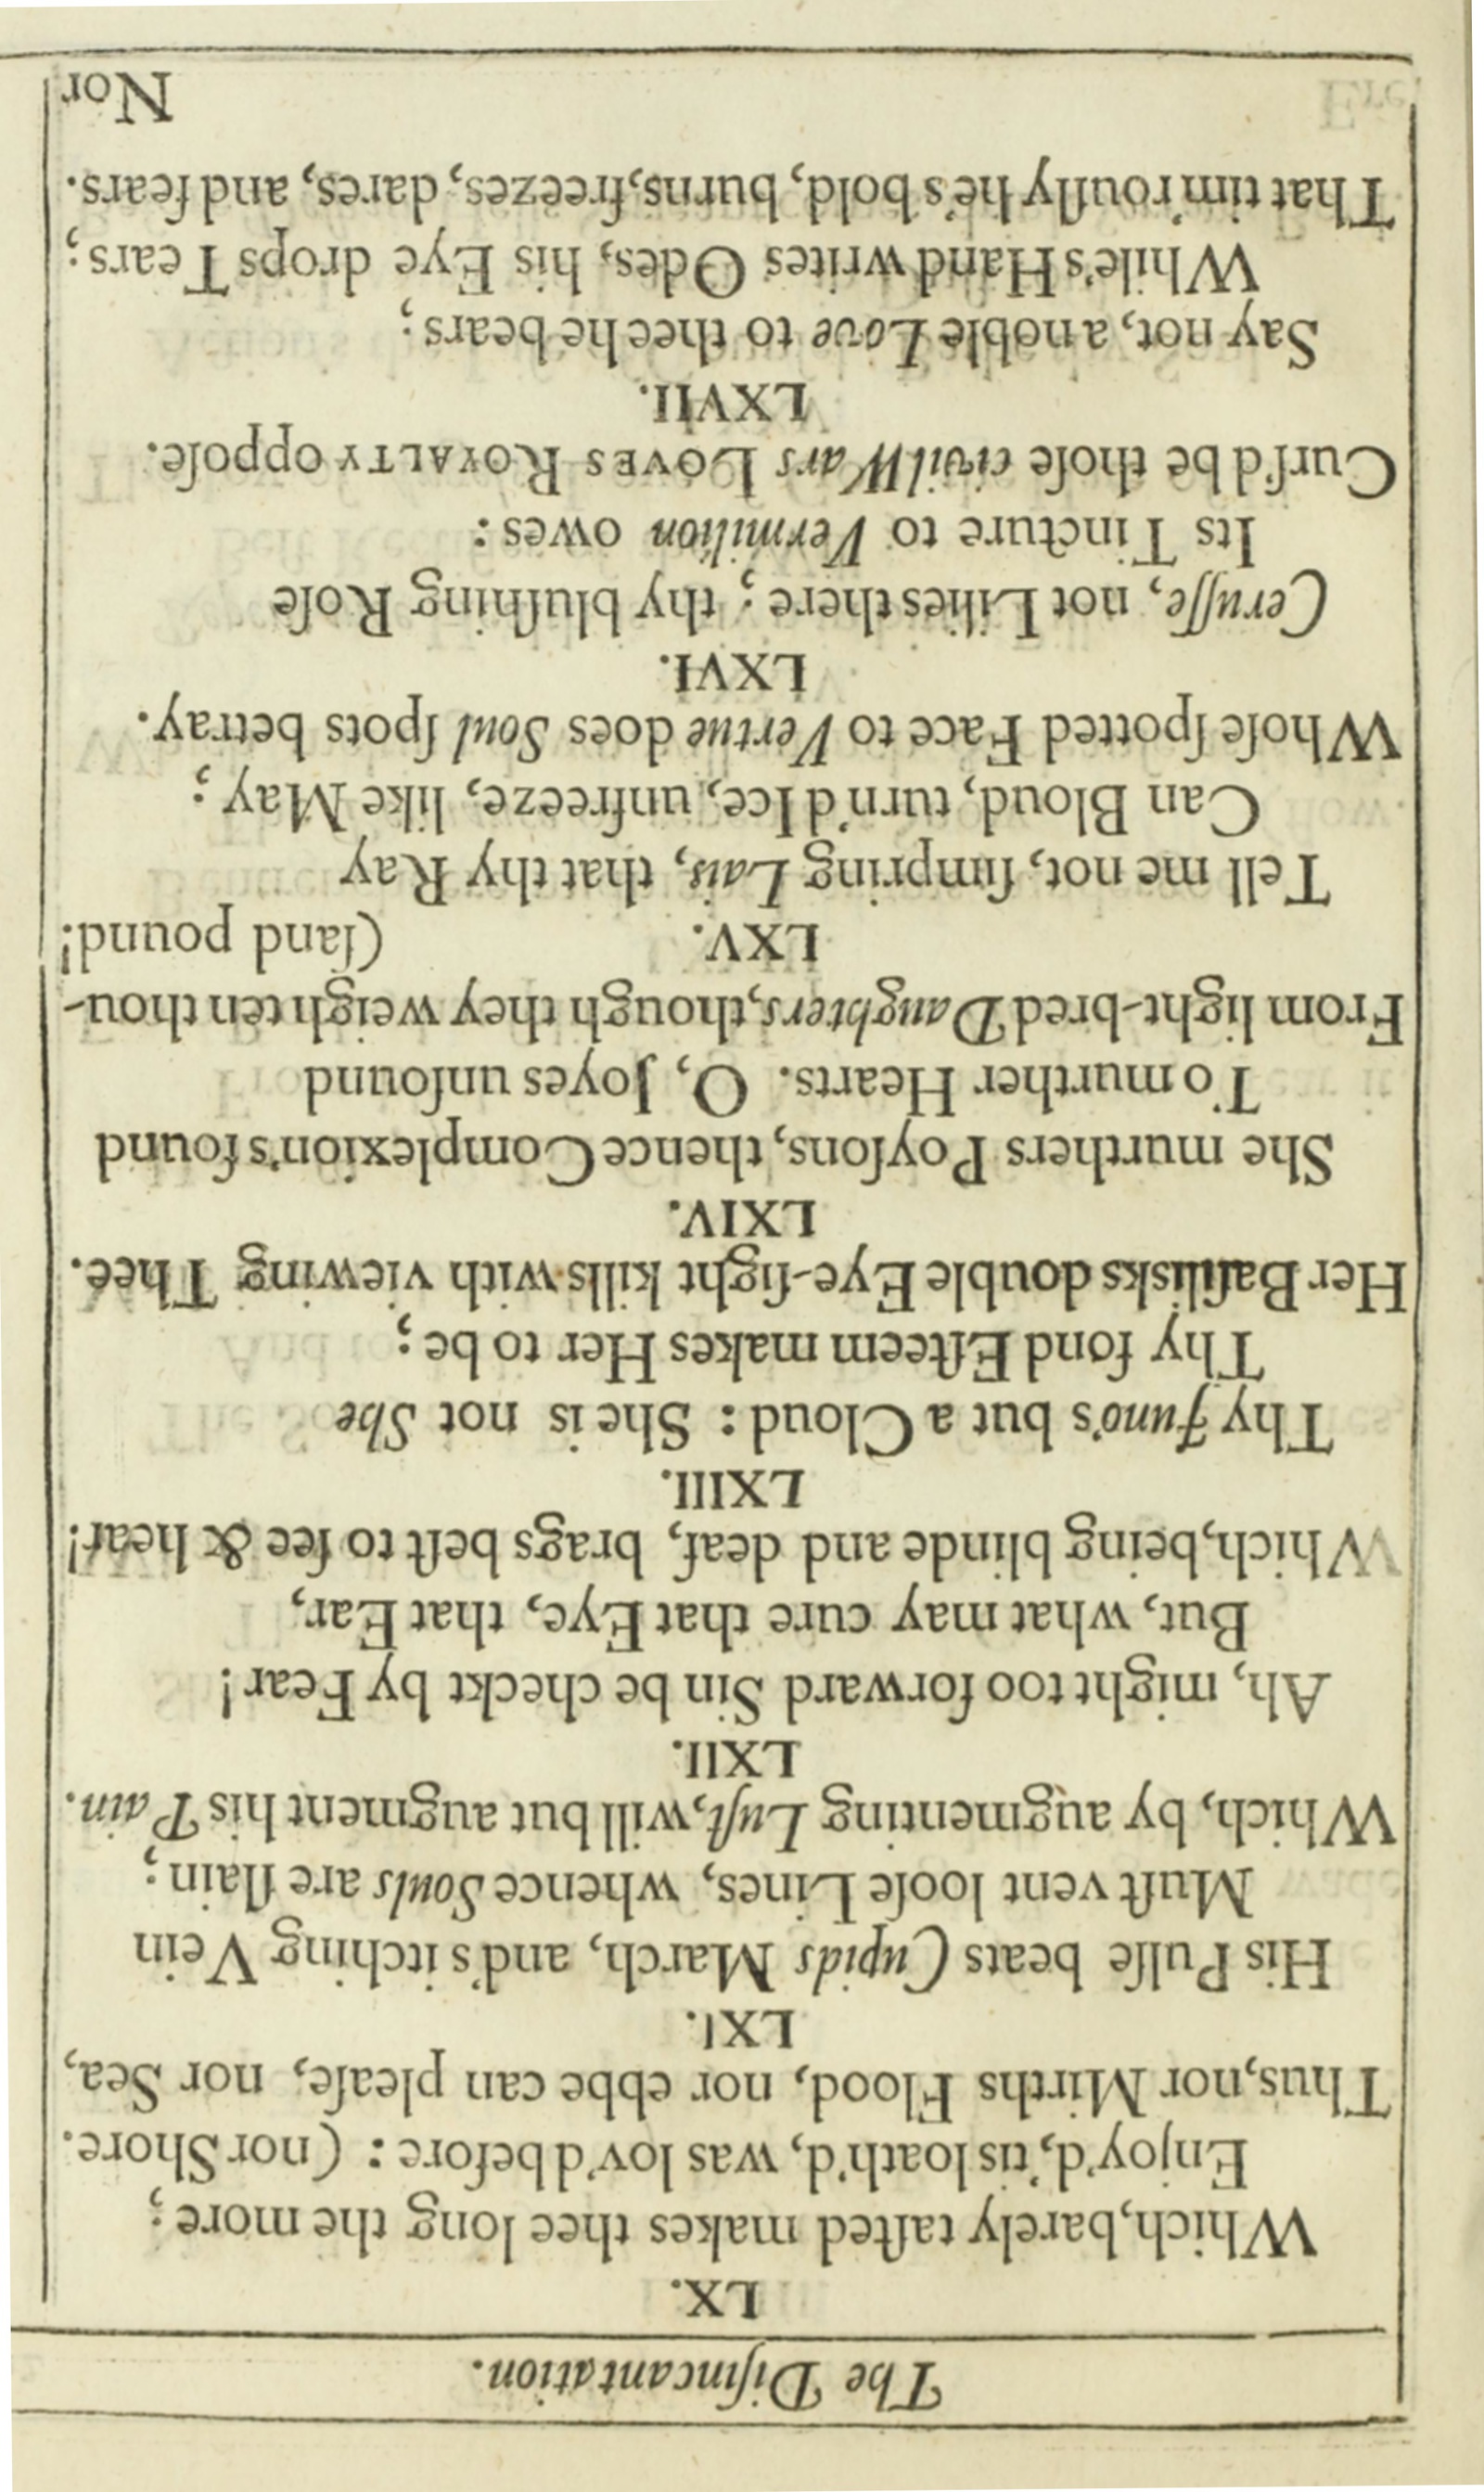 The Disincantation.
LX.
Which, barely taſted makes thee long the more;
Enjoy'd, 'tis loath'd, was lov'd before: (nor Shore.
Thus, nor Mirths Flood, nor ebbe can pleaſe, nor Sea,
LXI.
His Pulſe beats Cupids March, and's itching Vein
Muſt vent looſe Lines, whence Souls are ſlain;
Which, by augmenting Luſt, will but augment his Pain.
LXII.
Ah, might too forward Sin be checkt by Fear!
But, what may cure that Eye, that Ear,
Which, being blinde and deaf, brags beſt to ſee & hear!
LXIII.
Thy Juno's but a Cloud: She is not She
Thy fond Eſteem makes Her to be;
Her Baſilisks double Eye-ſight kills with viewing Thee.
LXIV.
She murthers Poyſons, thence Complexion's found
To murther Hearts. O, Joyes unſound
From light-bred Daughters, though they weigh ten thou-
LXV. (ſand pound!
Tell me not, ſimpring Lais, that thy Ray
Can Bloud, turn'd Ice, unfreeze, like May;
Whoſe ſpotted Face to Vertue does Soul ſpots betray.
LXVI.
Ceruſſe, not Lilies there; thy bluſhing Roſe
Its Tincture to Vermilion owes:
Curſ'd be thoſe civil Wars LOVES ROYALTY oppoſe.
LXVII.
Say not, a noble Love to thee he bears;
While's Hand writes Odes, his Eye drops Tears;
That tim'rouſly he's bold, burns, freezes, dares, and fears.
Nor